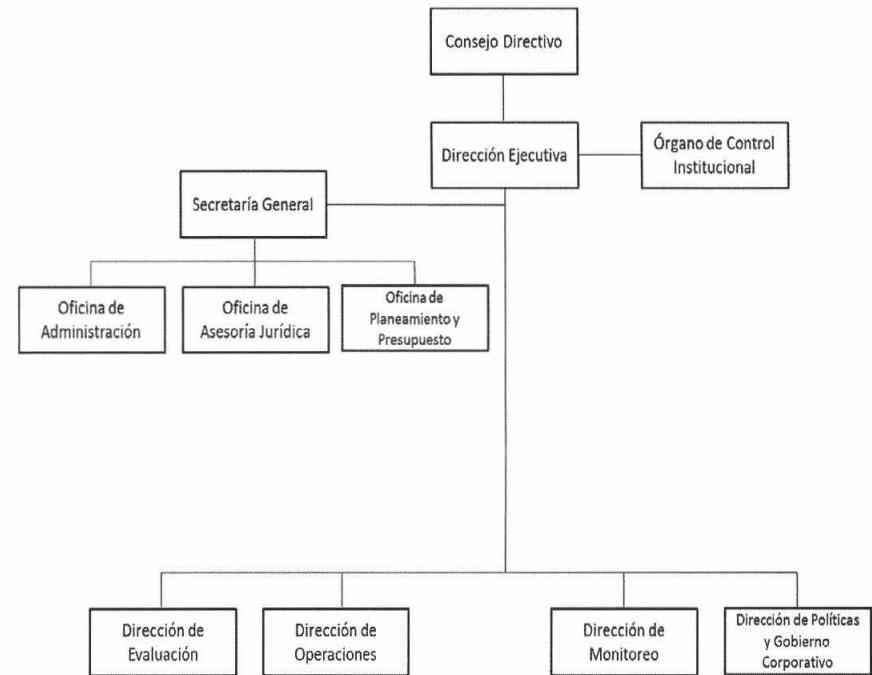 Consejo Directivo
Dirección Ejecutiva
Órgano de Control
Institucional
Secretaría General
Oficina de
Administración
Oficina de
Asesoría Jurídica
Oficina de
Planeamiento y
Presupuesto
Dirección de
Evaluación
Dirección de
Operaciones
Dirección de
Monitoreo
Dirección de Políticas
y Gobierno
Corporativo